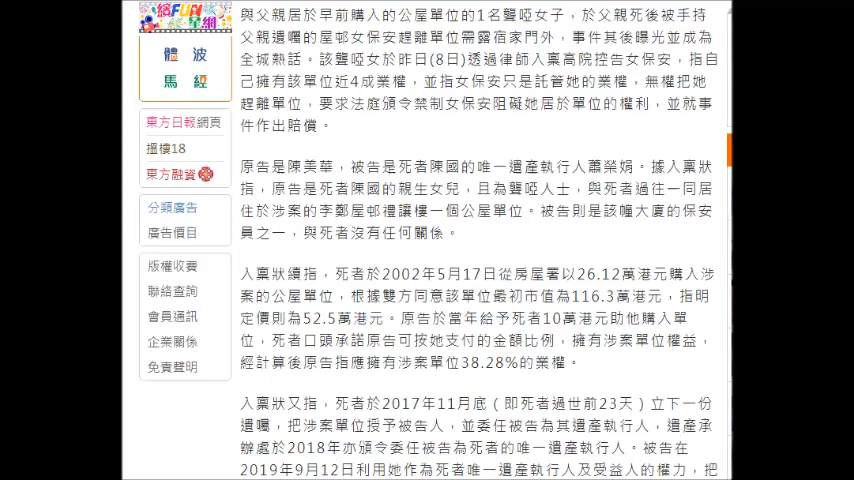 繽FUN
星網
體 波
馬 經
東方日報網頁
搵樓18
東方融資
分類廣告
廣告價目
版權收費
聯絡查詢
會員通訊
企業關係
免責聲明
與父親居於早前購入的公屋單位的1名聾啞女子，於父親死後被手持
父親遺囑的屋邨女保安趕離單位需露宿家門外，事件其後曝光並成為
全城熱話。該聾啞女於昨日(8日)透過律師入稟高院控告女保安，指自
己擁有該單位近4成業權，並指女保安只是託管她的業權，無權把她
趕離單位，要求法庭頒令禁制女保安阻礙她居於單位的權利，並就事
件作出賠償。
原告是陳美華，被告是死者陳國的唯一遺產執行人蕭榮娟。據入稟狀
指，原告是死者陳國的親生女兒，且為聾啞人士，與死者過往一同居
住於涉案的李鄭屋邨禮讓樓一個公屋單位。被告則是該幢大廈的保安
員之一，與死者沒有任何關係。
入稟狀續指，死者於2002年5月17日從房屋署以26.12萬港元購入涉
案的公屋單位，根據雙方同意該單位最初市值為116.3萬港元，指明
定價則為52.5萬港元。原告於當年給予死者10萬港元助他購入單
位，死者口頭承諾原告可按她支付的金額比例，擁有涉案單位權益，
經計算後原告指應擁有涉案單位38.28%的業權。
入稟狀又指，死者於2017年11月底（即死者過世前23天）立下一份
遺囑，把涉案單位授予被告人，並委任被告為其遺產執行人，遺產承
辦處於2018年亦頒令委任被告為死者的唯一遺產執行人。被告在
2019年9月12日利用她作為死者唯一遺產執行人及受益人的權力，把